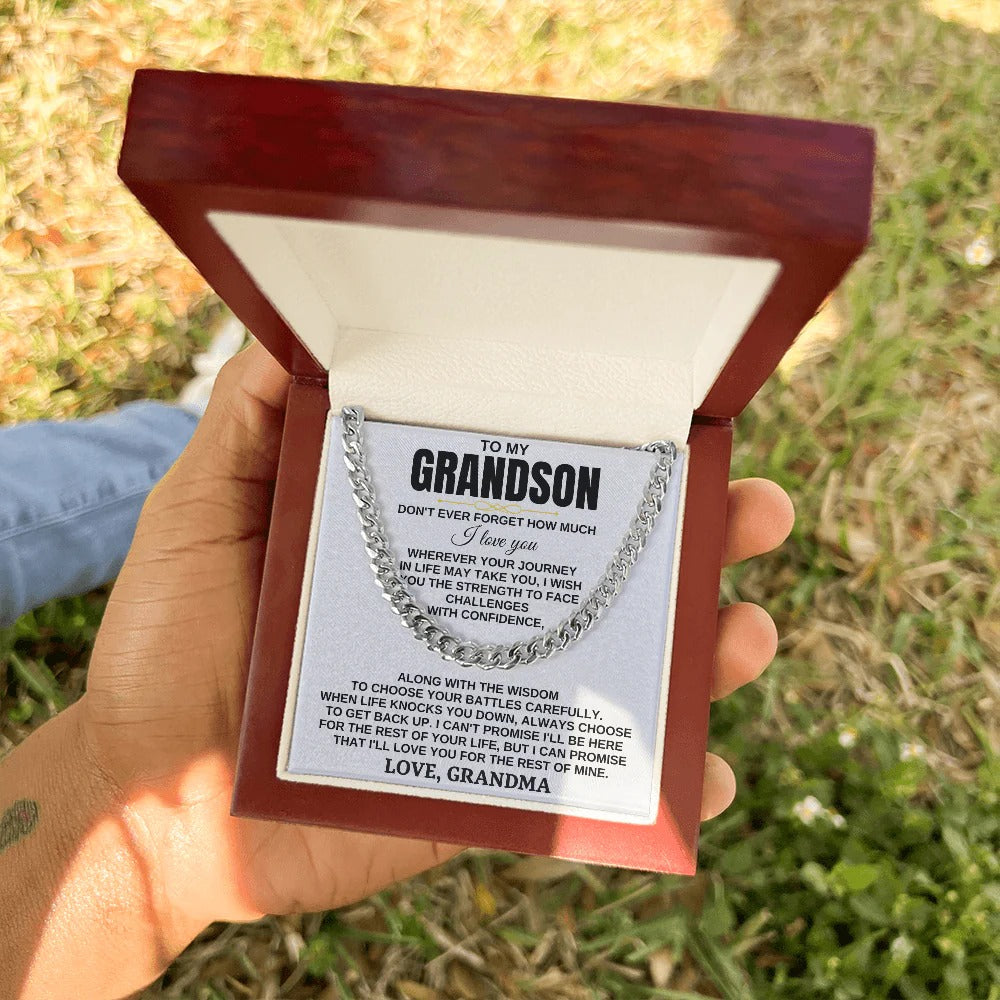 TO MY
GRANDSON
DON'T EVER FORGET HOW MUCH
I love you
WHEREVER YOUR JOURNEY
IN LIFE MAY TAKE YOU, I WISH
YOU THE STRENGTH TO FACE
CHALLENGES
WITH CONFIDENCE,
ALONG WITH THE WISDOM
TO CHOOSE YOUR BATTLES CAREFULLY.
WHEN LIFE KNOCKS YOU DOWN, ALWAYS CHOOSE
TO GET BACK UP. I CAN'T PROMISE I'LL BE HERE
FOR THE REST OF YOUR LIFE, BUT I CAN PROMISE
THAT I'LL LOVE YOU FOR THE REST OF MINE.
LOVE, GRANDMA